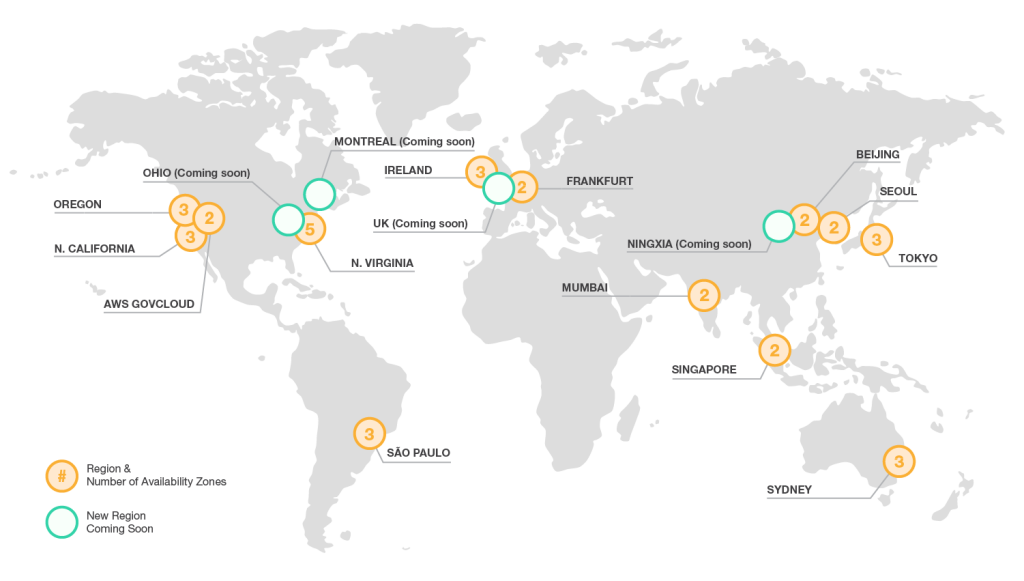 MONTREAL (Coming soon)
BEIJING
OHIO (Coming soon)
IRELAND
3
FRANKFURT
2
SEOUL
OREGON
3
2
UK (Coming soon)
2
2
N. CALIFORNIA
3
5
NINGXIA (Coming soon)
3
TOKYO
N. VIRGINIA
MUMBAI
2
AWS GOVCLOUD
2
SINGAPORE
3
SÃO PAULO
3
SYDNEY
#
Region &
Number of Availability Zones
New Region
Coming Soon